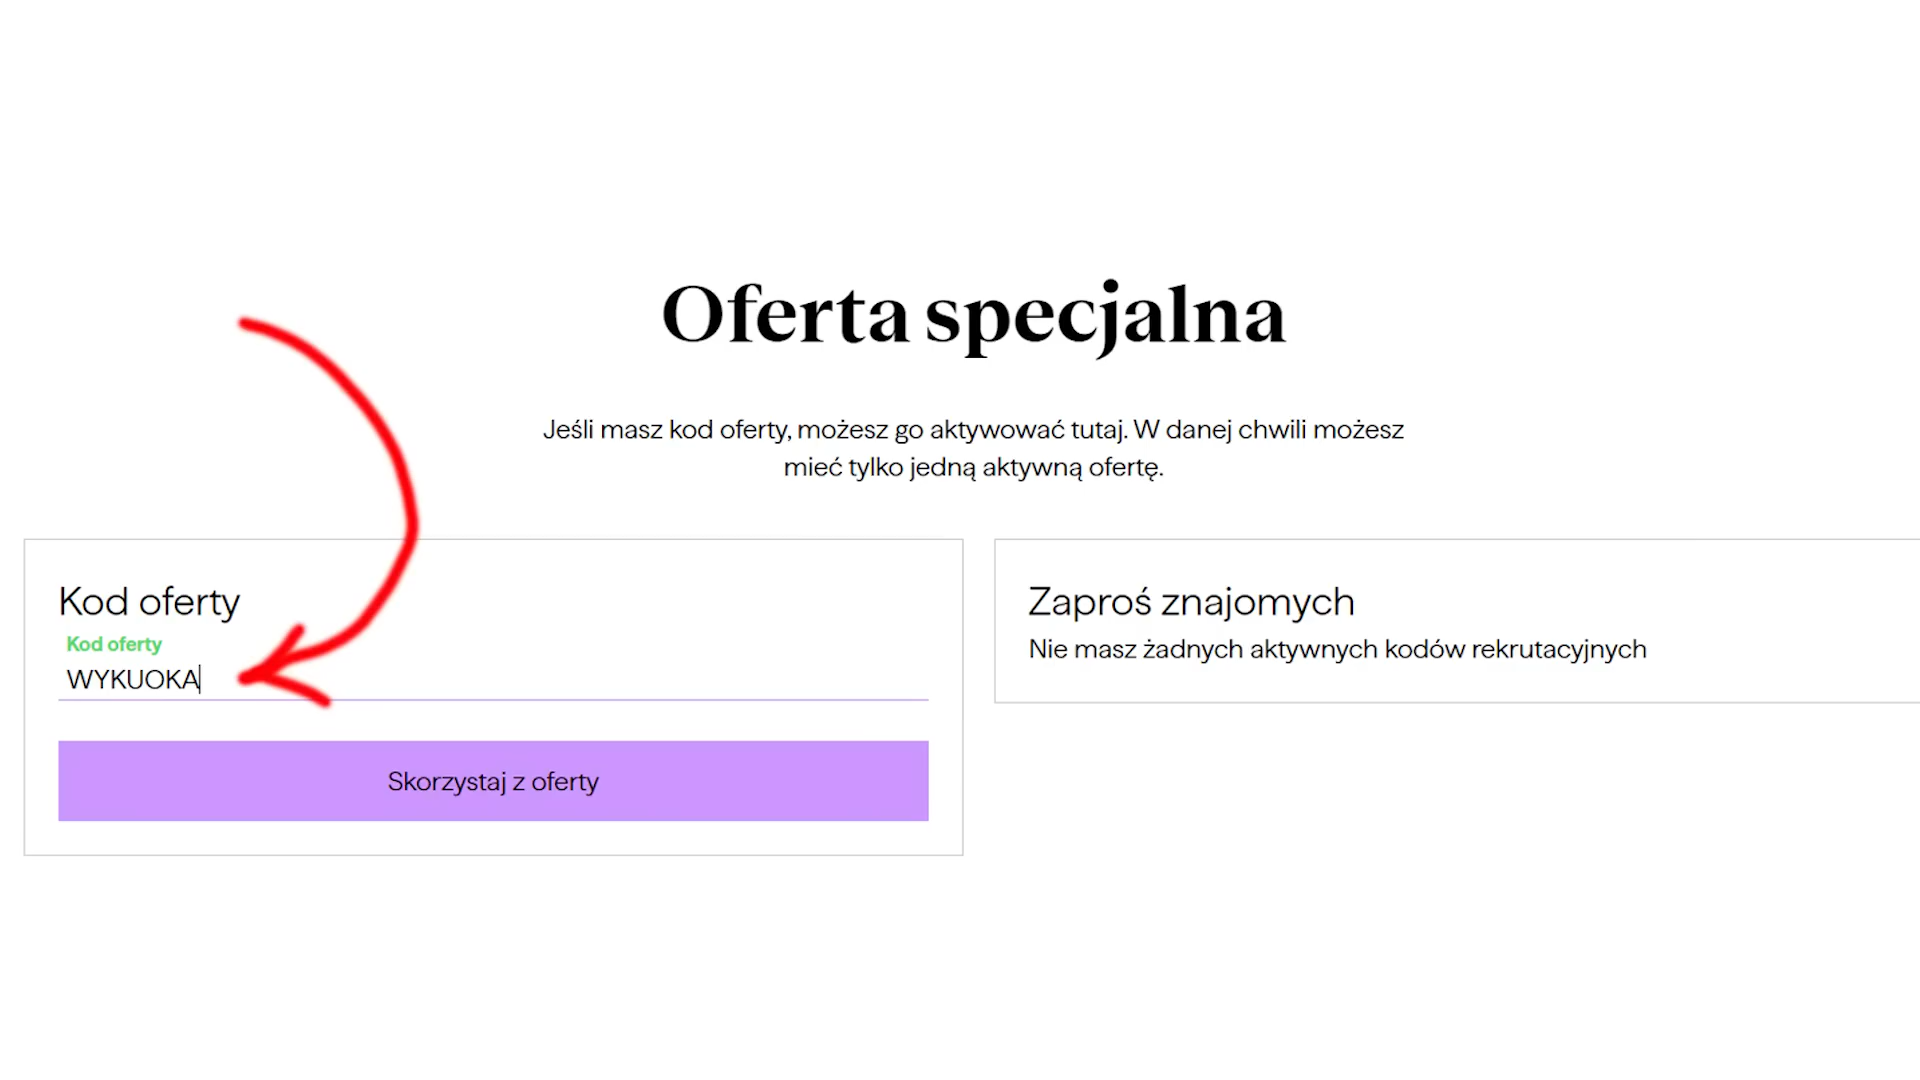 Oferta specjalna
Jeśli masz kod oferty, możesz go aktywować tutaj. W danej chwili możesz
mieć tylko jedną aktywną ofertę.
Kod oferty
Kod oferty
WYKUOKA
Skorzystaj z oferty
Zaproś znajomych
Nie masz żadnych aktywnych kodów rekrutacyjnych